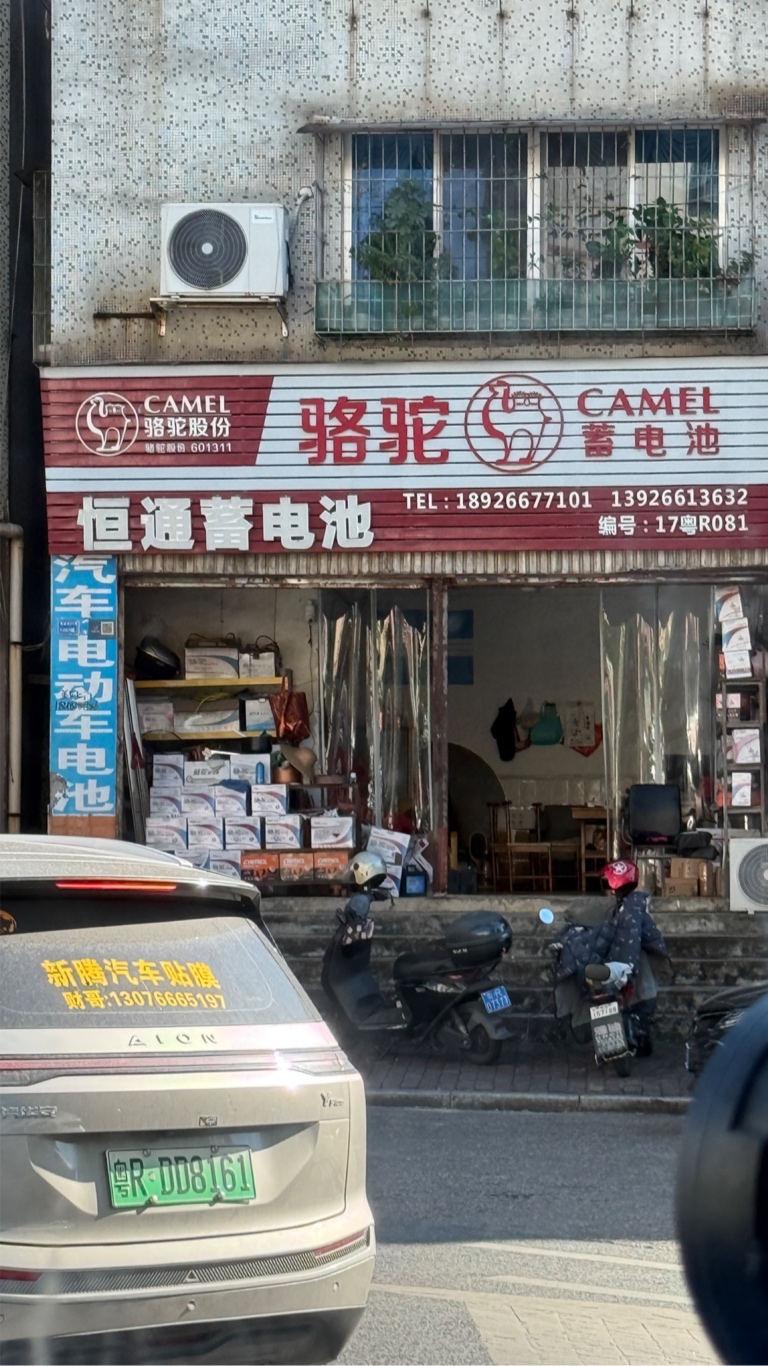 CAMEL
骆驼股份
骆驼股份 601311
骆驼
CAMEL
蓄电池
恒通蓄电池
TEL：18926677101 13926613632
编号：17粤R081
汽车电动车电池
新腾汽车贴膜
财哥:13076665197
AION
粤R·DD8161